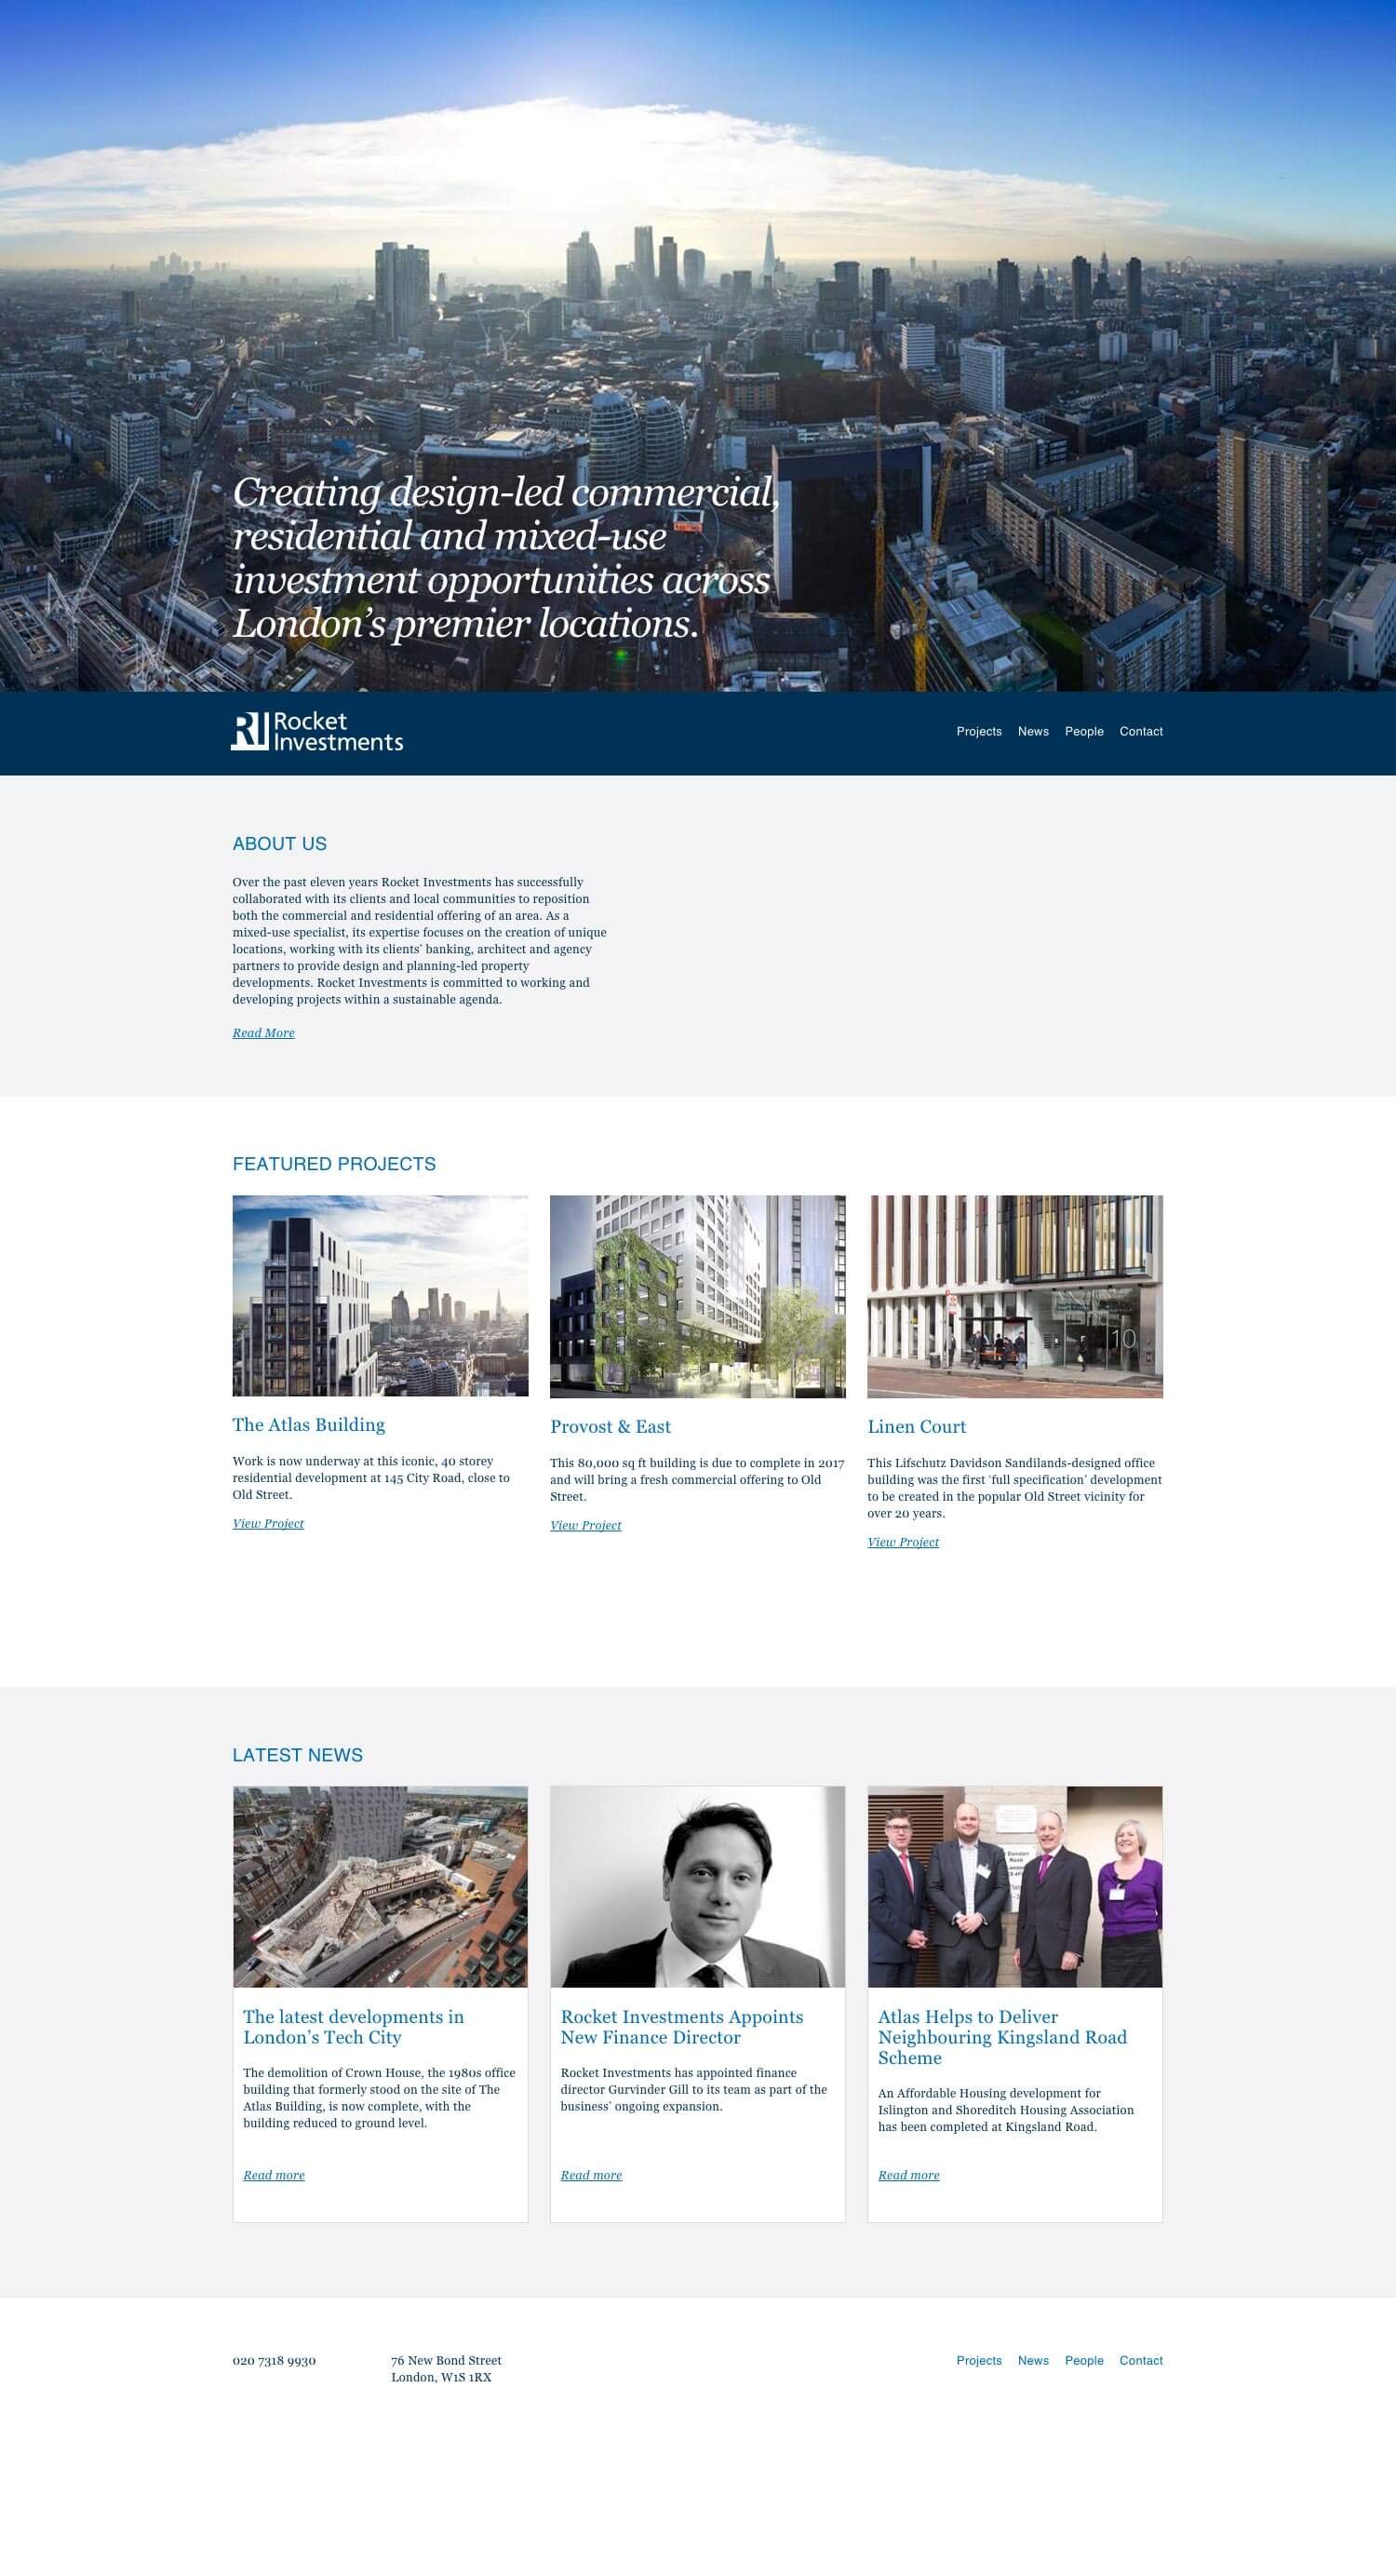 Creating design-led commercial,
residential and mixed-use
investment opportunities across
London’s premier locations.
RI Rocket
Investments
Projects News People Contact
ABOUT US
Over the past eleven years Rocket Investments has successfully
collaborated with its clients and local communities to reposition
both the commercial and residential offering of an area. As a
mixed-use specialist, its expertise focuses on the creation of unique
locations, working with its clients’ banking, architect and agency
partners to provide design and planning-led property
developments. Rocket Investments is committed to working and
developing projects within a sustainable agenda.
Read More
FEATURED PROJECTS
10
The Atlas Building
Work is now underway at this iconic, 40 storey
residential development at 145 City Road, close to
Old Street.
View Project
Provost & East
This 80,000 sq ft building is due to complete in 2017
and will bring a fresh commercial offering to Old
Street.
View Project
Linen Court
This Lifschutz Davidson Sandilands-designed office
building was the first ‘full specification’ development
to be created in the popular Old Street vicinity for
over 20 years.
View Project
LATEST NEWS
The latest developments in
London’s Tech City
The demolition of Crown House, the 1980s office
building that formerly stood on the site of The
Atlas Building, is now complete, with the
building reduced to ground level.
Read more
Rocket Investments Appoints
New Finance Director
Rocket Investments has appointed finance
director Gurvinder Gill to its team as part of the
business’ ongoing expansion.
Read more
Atlas Helps to Deliver
Neighbouring Kingsland Road
Scheme
An Affordable Housing development for
Islington and Shoreditch Housing Association
has been completed at Kingsland Road.
Read more
020 7318 9930
76 New Bond Street
London, W1S 1RX
Projects News People Contact